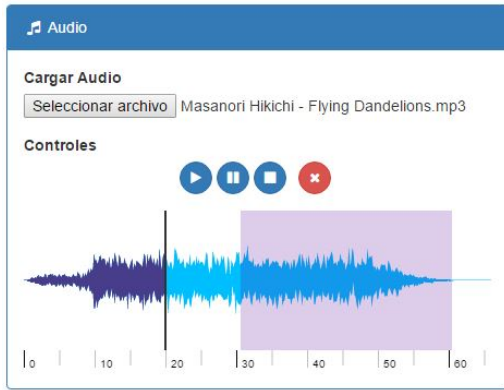 Audio
Cargar Audio
Seleccionar archivo Masanori Hikichi - Flying Dandelions.mp3
Controles
0 10 20 30 40 50 60